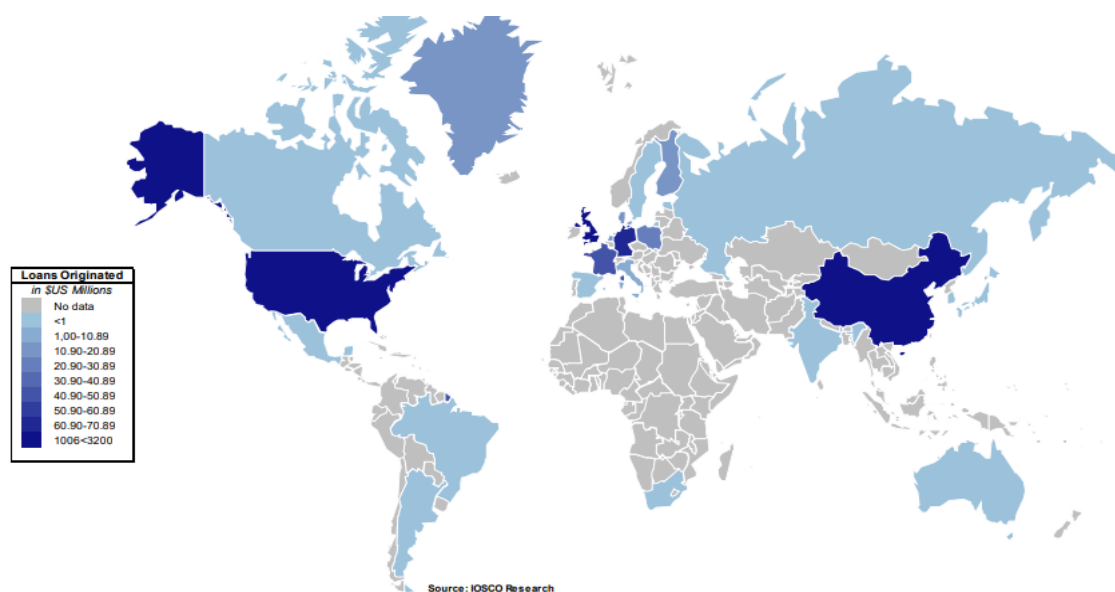 Loans Originated
in $US Millions
No data
<1
1,00-10.89
10.90-20.89
20.90-30.89
30.90-40.89
40.90-50.89
50.90-60.89
60.90-70.89
1006<3200
Source: IOSCO Research